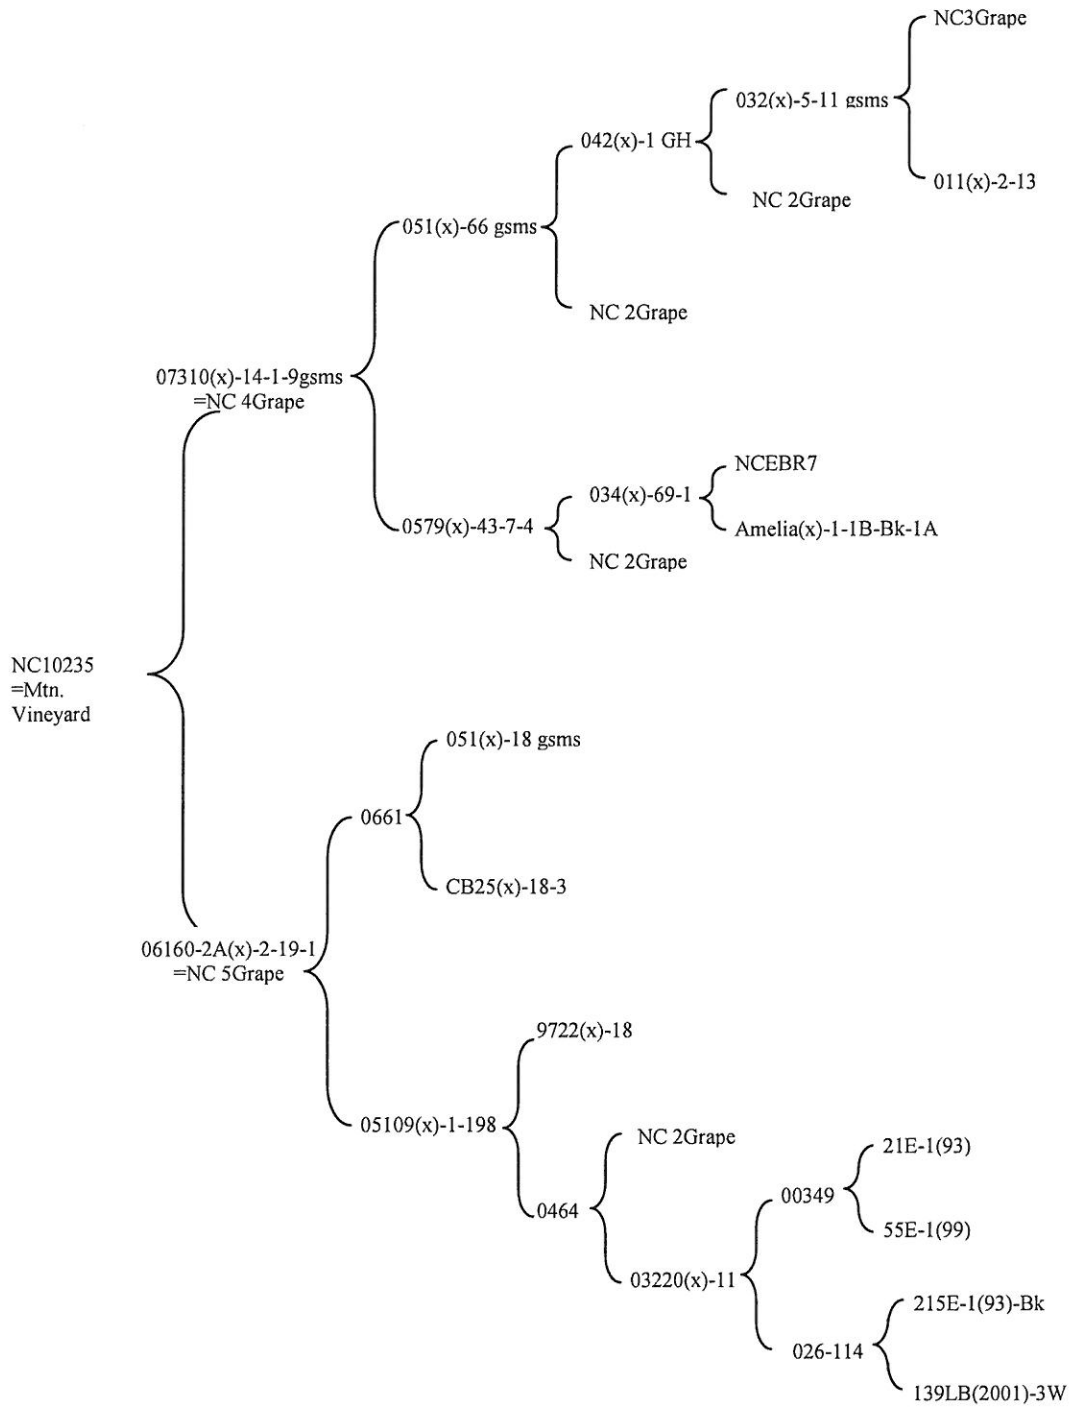 NC3Grape
032(x)-5-11 gsms
042(x)-1 GH
011(x)-2-13
NC 2Grape
051(x)-66 gsms
NC 2Grape
07310(x)-14-1-9gsms
=NC 4Grape
NCEBR7
034(x)-69-1
0579(x)-43-7-4
Amelia(x)-1-1B-Bk-1A
NC 2Grape
NC10235
=Mtn.
Vineyard
051(x)-18 gsms
0661
CB25(x)-18-3
06160-2A(x)-2-19-1
=NC 5Grape
9722(x)-18
05109(x)-1-198
NC 2Grape
21E-1(93)
00349
0464
55E-1(99)
03220(x)-11
215E-1(93)-Bk
026-114
139LB(2001)-3W